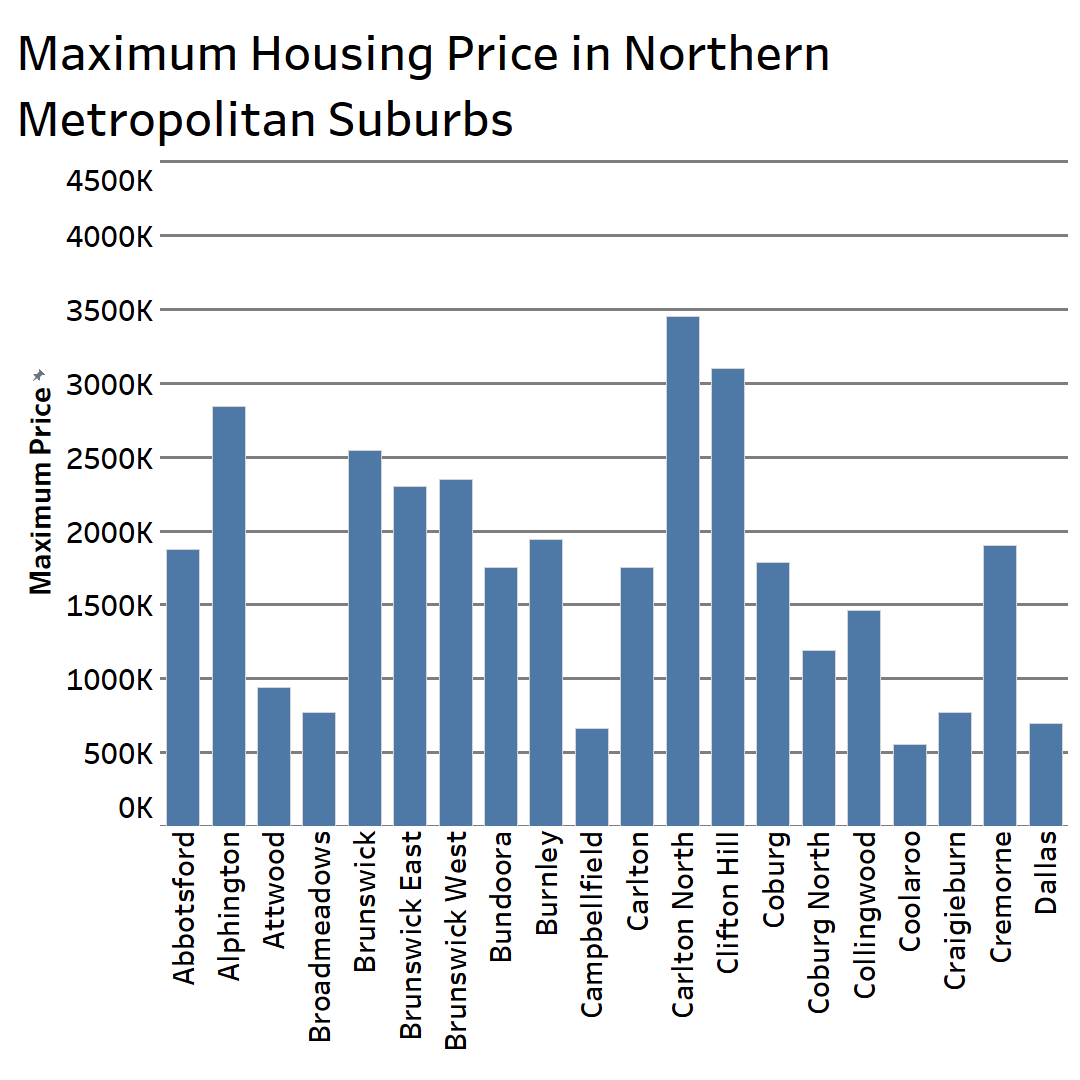 Maximum Housing Price in Northern
Metropolitan Suburbs
4500K
4000K
3500K
3000K
2500K
2000K
1500K
1000K
500K
0K
Maximum Price
Abbotsford
Alphington
Attwood
Broadmeadows
Brunswick
Brunswick East
Brunswick West
Bundoora
Burnley
Campbellfield
Carlton
Carlton North
Clifton Hill
Coburg
Coburg North
Collingwood
Coolaroo
Craigieburn
Cremorne
Dallas